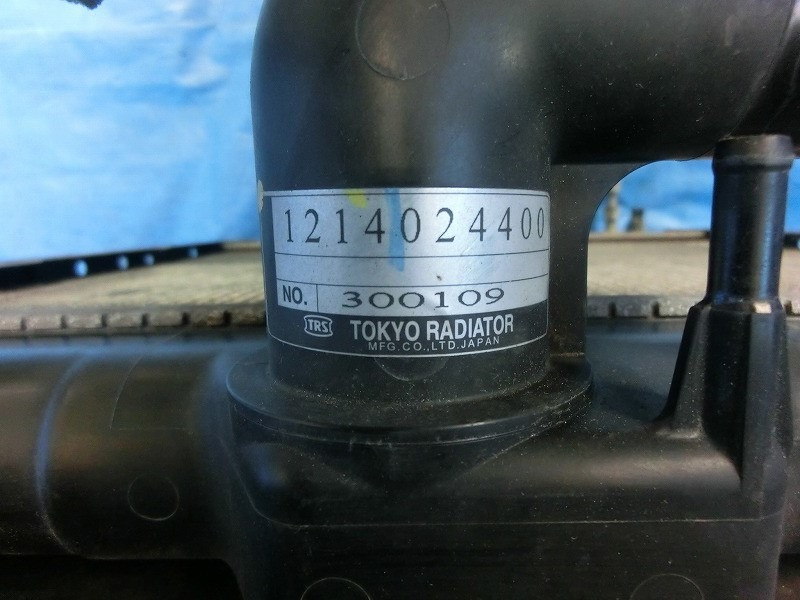 1214024400
NO. 300109
TRS TOKYO RADIATOR
MFG.CO.,LTD.JAPAN